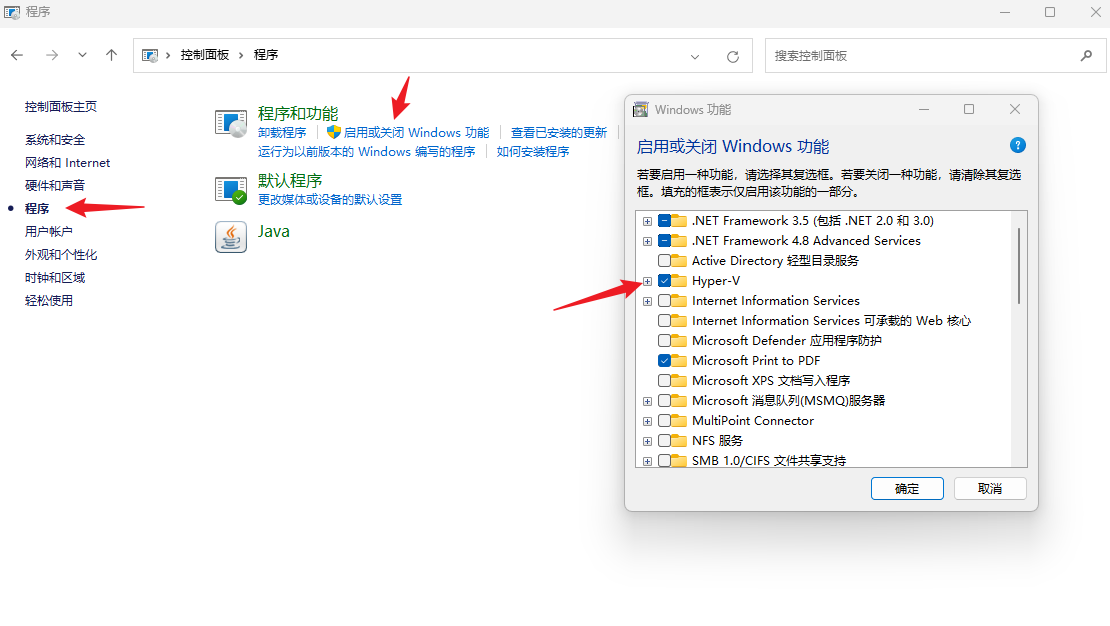 程序
控制面板 › 程序
搜索控制面板
控制面板主页
系统和安全
网络和 Internet
硬件和声音
程序
用户帐户
外观和个性化
时钟和区域
轻松使用
程序和功能
卸载程序 启用或关闭 Windows 功能 查看已安装的更新
运行为以前版本的 Windows 编写的程序 如何安装程序
默认程序
更改媒体或设备的默认设置
Java
Windows 功能
启用或关闭 Windows 功能
若要启用一种功能，请选择其复选框。若要关闭一种功能，请清除其复选
框。填充的框表示仅启用该功能的一部分。
.NET Framework 3.5 (包括 .NET 2.0 和 3.0)
.NET Framework 4.8 Advanced Services
Active Directory 轻型目录服务
Hyper-V
Internet Information Services
Internet Information Services 可承载的 Web 核心
Microsoft Defender 应用程序防护
Microsoft Print to PDF
Microsoft XPS 文档写入程序
Microsoft 消息队列(MSMQ)服务器
MultiPoint Connector
NFS 服务
SMB 1.0/CIFS 文件共享支持
确定 取消